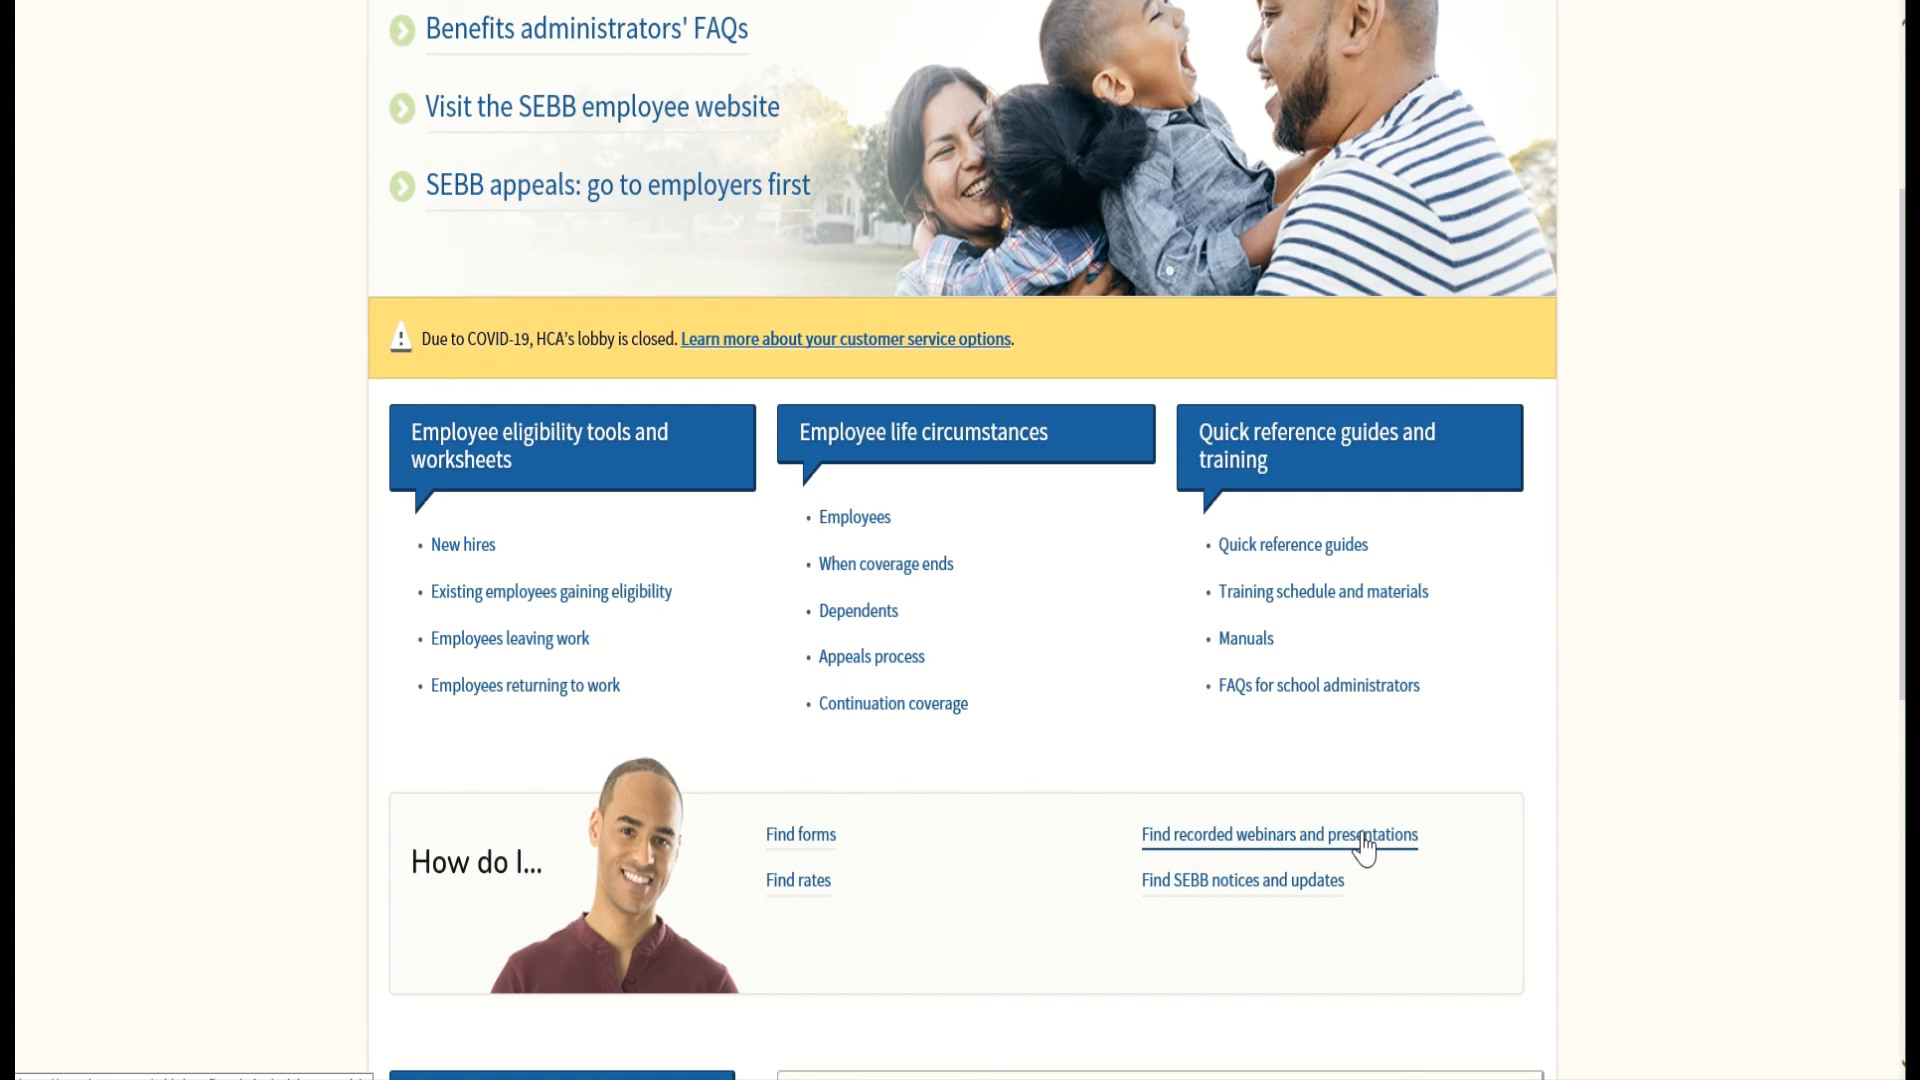 Benefits administrators' FAQs
Visit the SEBB employee website
SEBB appeals: go to employers first
Due to COVID-19, HCA's lobby is closed. Learn more about your customer service options.
Employee eligibility tools and
worksheets
• New hires
• Existing employees gaining eligibility
• Employees leaving work
• Employees returning to work
Employee life circumstances
• Employees
• When coverage ends
• Dependents
• Appeals process
• Continuation coverage
Quick reference guides and
training
• Quick reference guides
• Training schedule and materials
• Manuals
• FAQs for school administrators
How do I...
Find forms
Find rates
Find recorded webinars and presentations
Find SEBB notices and updates